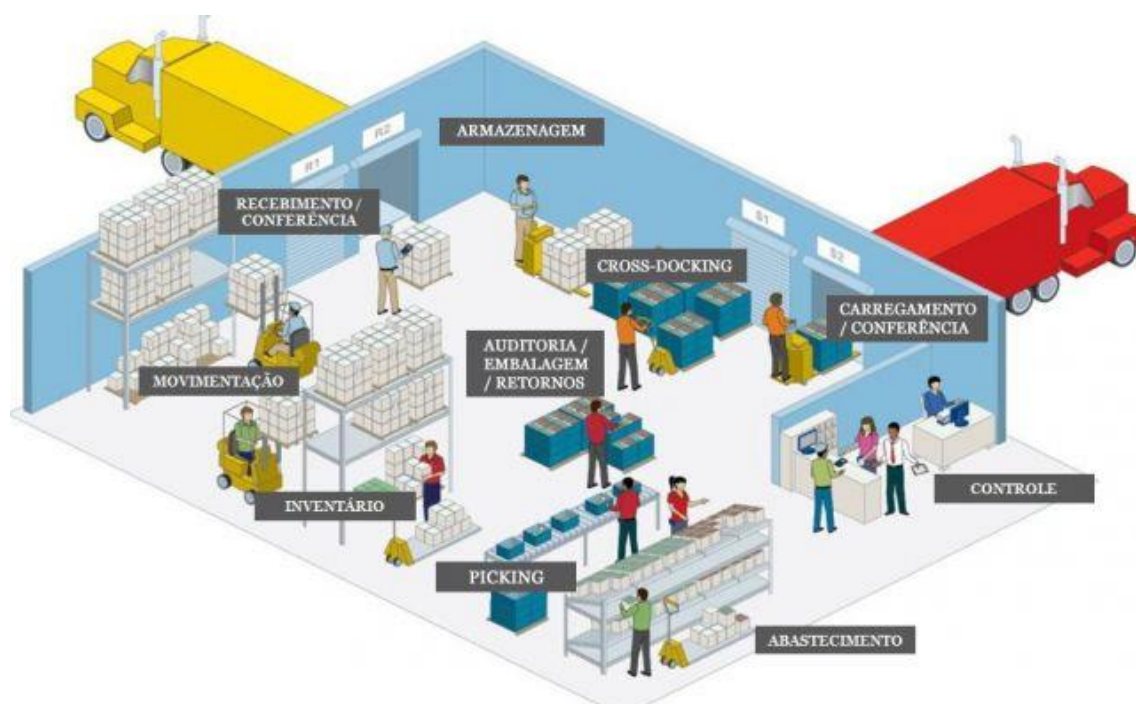 R1
R2
ARMAZENAGEM
RECEBIMENTO /
CONFERÊNCIA
S1
S2
CROSS-DOCKING
CARREGAMENTO
/ CONFERÊNCIA
AUDITORIA /
EMBALAGEM
/ RETORNOS
MOVIMENTAÇÃO
INVENTÁRIO
CONTROLE
PICKING
ABASTECIMENTO